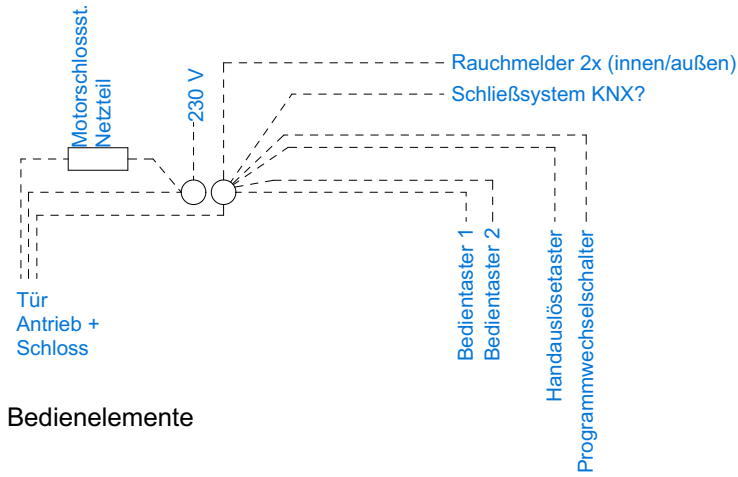 Motorschlossst.
Netzteil
230 V
Rauchmelder 2x (innen/außen)
Schließsystem KNX?
Tür
Antrieb +
Schloss
Bedientaster 1
Bedientaster 2
Handauslösetaster
Programmwechselschalter
Bedienelemente